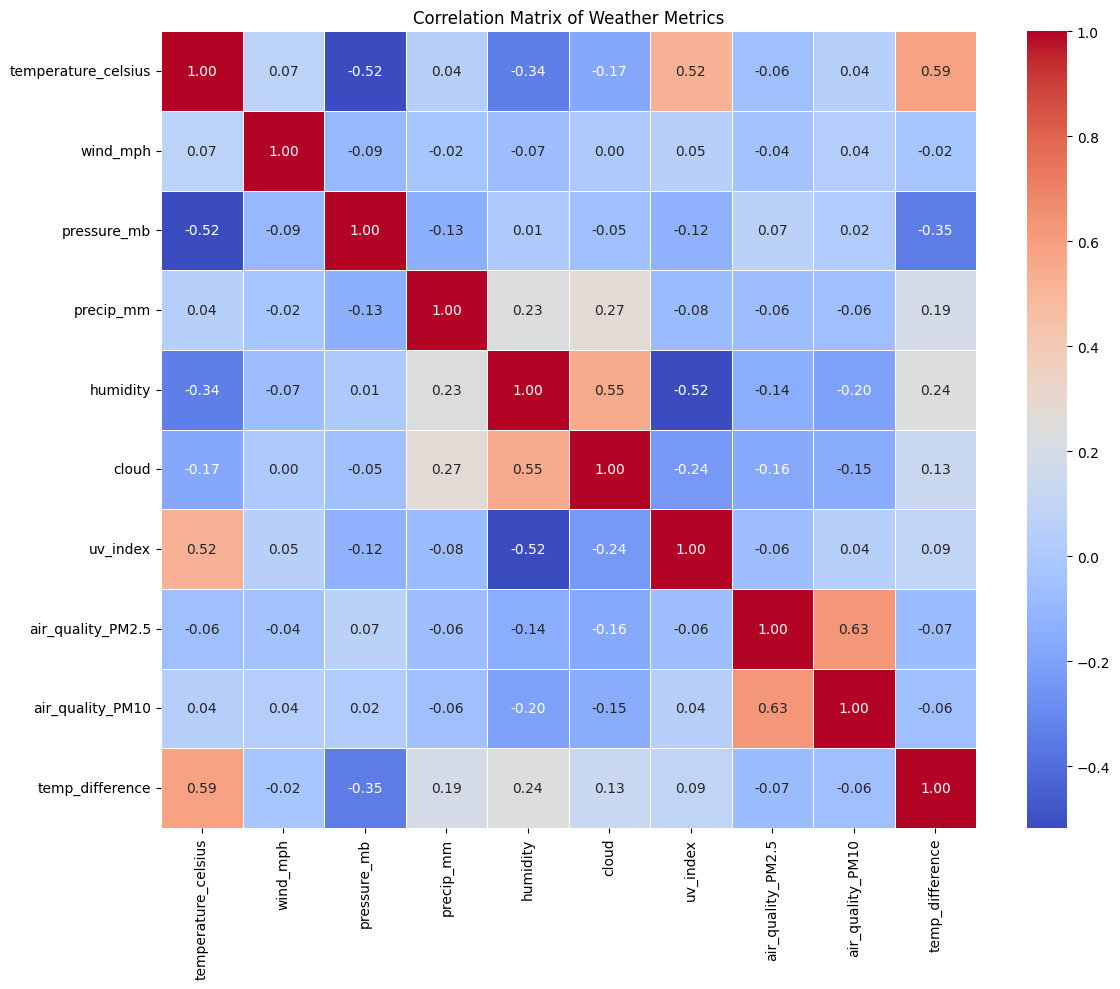 Correlation Matrix of Weather Metrics
temperature_celsius 1.00 0.07 -0.52 0.04 -0.34 -0.17 0.52 -0.06 0.04 0.59
wind_mph 0.07 1.00 -0.09 -0.02 -0.07 0.00 0.05 -0.04 0.04 -0.02
pressure_mb -0.52 -0.09 1.00 -0.13 0.01 -0.05 -0.12 0.07 0.02 -0.35
precip_mm 0.04 -0.02 -0.13 1.00 0.23 0.27 -0.08 -0.06 -0.06 0.19
humidity -0.34 -0.07 0.01 0.23 1.00 0.55 -0.52 -0.14 -0.20 0.24
cloud -0.17 0.00 -0.05 0.27 0.55 1.00 -0.24 -0.16 -0.15 0.13
uv_index 0.52 0.05 -0.12 -0.08 -0.52 -0.24 1.00 -0.06 0.04 0.09
air_quality_PM2.5 -0.06 -0.04 0.07 -0.06 -0.14 -0.16 -0.06 1.00 0.63 -0.07
air_quality_PM10 0.04 0.04 0.02 -0.06 -0.20 -0.15 0.04 0.63 1.00 -0.06
temp_difference 0.59 -0.02 -0.35 0.19 0.24 0.13 0.09 -0.07 -0.06 1.00
temperature_celsius
wind_mph
pressure_mb
precip_mm
humidity
cloud
uv_index
air_quality_PM2.5
air_quality_PM10
temp_difference
1.0
0.8
0.6
0.4
0.2
0.0
−0.2
−0.4